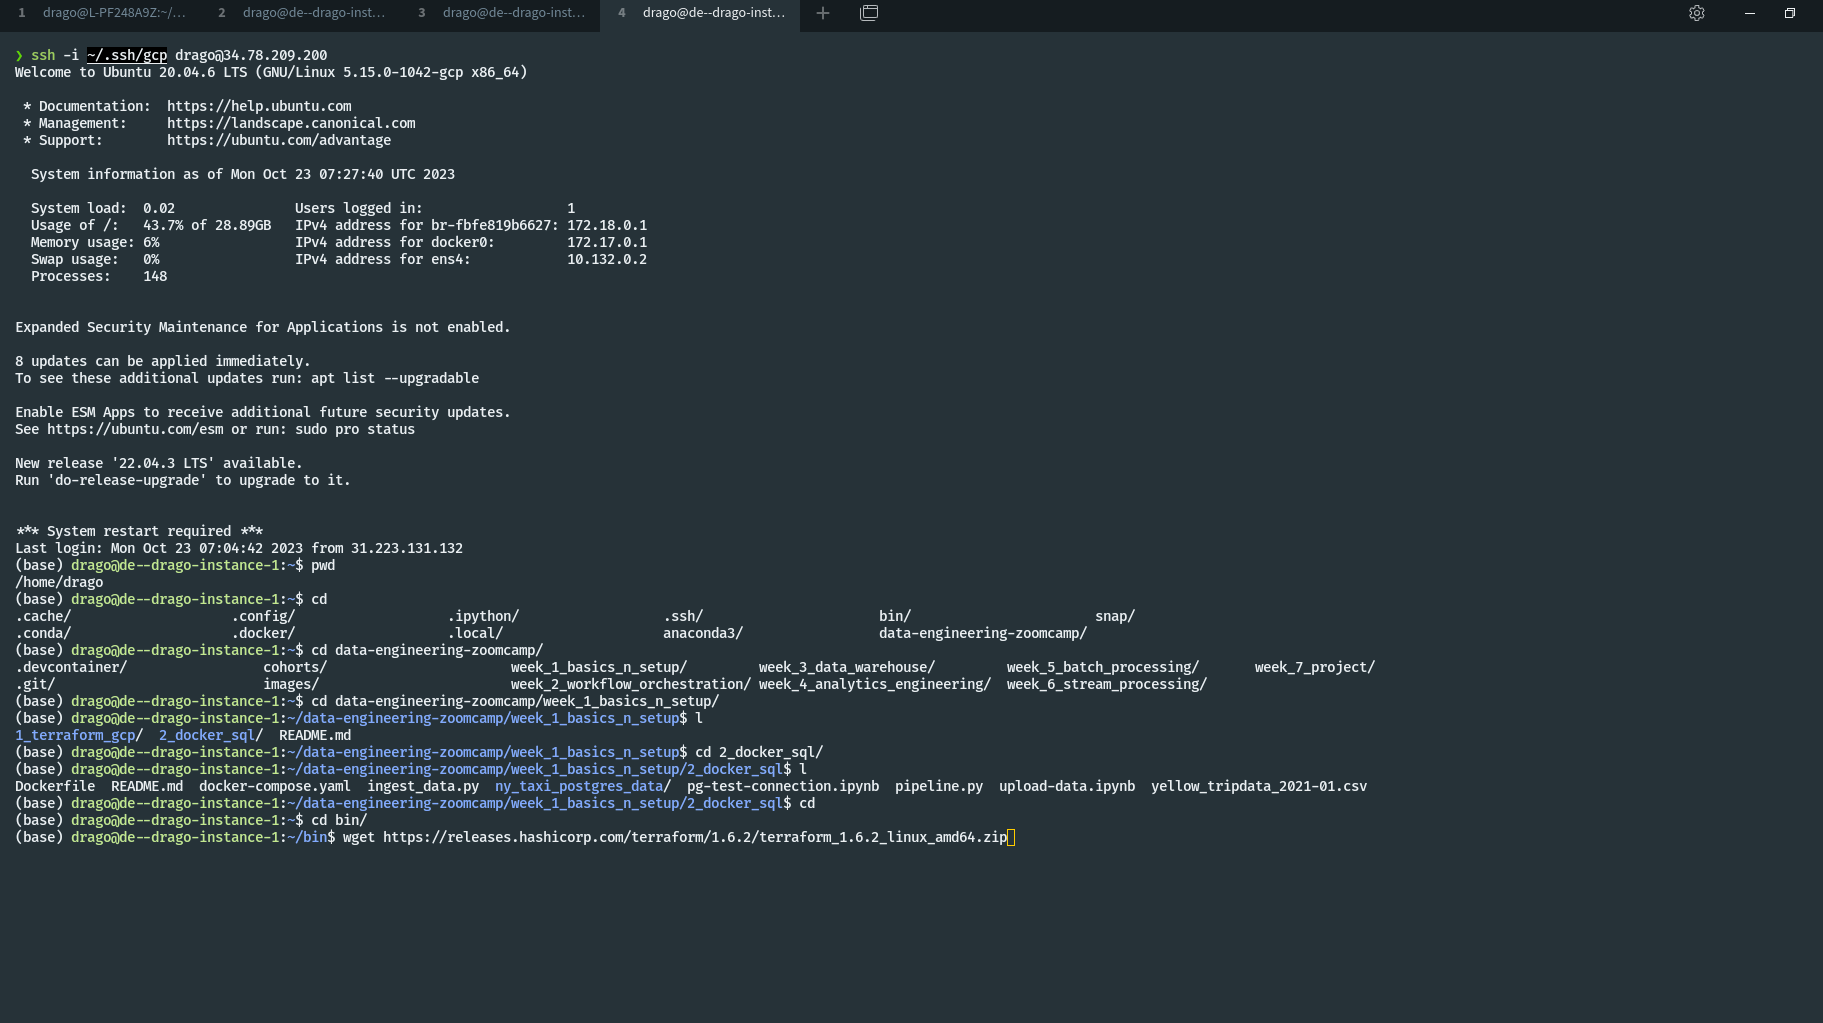 1 drago@L-PF248A9Z:~/... 2 drago@de--drago-inst... 3 drago@de--drago-inst... 4 drago@de--drago-inst...
❯ ssh -i ~/.ssh/gcp drago@34.78.209.200
Welcome to Ubuntu 20.04.6 LTS (GNU/Linux 5.15.0-1042-gcp x86_64)
* Documentation:  https://help.ubuntu.com
* Management:     https://landscape.canonical.com
* Support:        https://ubuntu.com/advantage
System information as of Mon Oct 23 07:27:40 UTC 2023
System load:  0.02               Users logged in:                  1
Usage of /:   43.7% of 28.89GB   IPv4 address for br-fbfe819b6627: 172.18.0.1
Memory usage: 6%                 IPv4 address for docker0:         172.17.0.1
Swap usage:   0%                 IPv4 address for ens4:            10.132.0.2
Processes:    148
Expanded Security Maintenance for Applications is not enabled.
8 updates can be applied immediately.
To see these additional updates run: apt list --upgradable
Enable ESM Apps to receive additional future security updates.
See https://ubuntu.com/esm or run: sudo pro status
New release '22.04.3 LTS' available.
Run 'do-release-upgrade' to upgrade to it.
*** System restart required ***
Last login: Mon Oct 23 07:04:42 2023 from 31.223.131.132
(base) drago@de--drago-instance-1:~$ pwd
/home/drago
(base) drago@de--drago-instance-1:~$ cd
.cache/ .config/ .ipython/ .ssh/ bin/ snap/
.conda/ .docker/ .local/ anaconda3/ data-engineering-zoomcamp/
(base) drago@de--drago-instance-1:~$ cd data-engineering-zoomcamp/
.devcontainer/ cohorts/ week_1_basics_n_setup/ week_3_data_warehouse/ week_5_batch_processing/ week_7_project/
.git/ images/ week_2_workflow_orchestration/ week_4_analytics_engineering/ week_6_stream_processing/
(base) drago@de--drago-instance-1:~$ cd data-engineering-zoomcamp/week_1_basics_n_setup/
(base) drago@de--drago-instance-1:~/data-engineering-zoomcamp/week_1_basics_n_setup$ l
1_terraform_gcp/  2_docker_sql/  README.md
(base) drago@de--drago-instance-1:~/data-engineering-zoomcamp/week_1_basics_n_setup$ cd 2_docker_sql/
(base) drago@de--drago-instance-1:~/data-engineering-zoomcamp/week_1_basics_n_setup/2_docker_sql$ l
Dockerfile  README.md  docker-compose.yaml  ingest_data.py  ny_taxi_postgres_data/  pg-test-connection.ipynb  pipeline.py  upload-data.ipynb  yellow_tripdata_2021-01.csv
(base) drago@de--drago-instance-1:~/data-engineering-zoomcamp/week_1_basics_n_setup/2_docker_sql$ cd
(base) drago@de--drago-instance-1:~$ cd bin/
(base) drago@de--drago-instance-1:~/bin$ wget https://releases.hashicorp.com/terraform/1.6.2/terraform_1.6.2_linux_amd64.zip